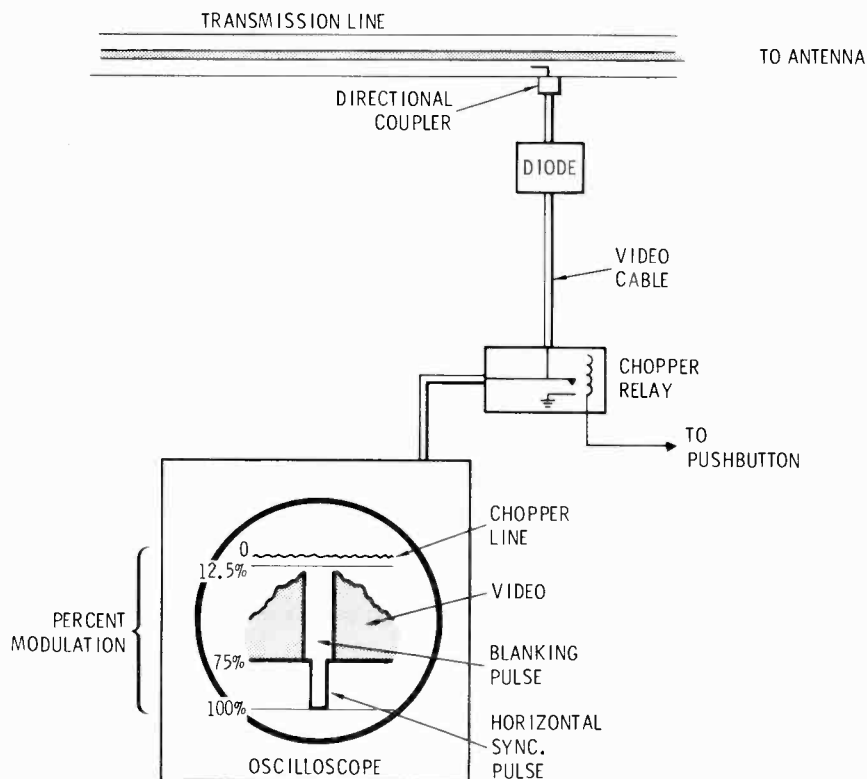 TRANSMISSION LINE
TO ANTENNA
DIRECTIONAL
COUPLER
DIODE
VIDEO
CABLE
CHOPPER
RELAY
TO
PUSHBUTTON
CHOPPER
LINE
0
12.5%
VIDEO
PERCENT
MODULATION
75%
BLANKING
PULSE
100%
HORIZONTAL
SYNC.
PULSE
OSCILLOSCOPE